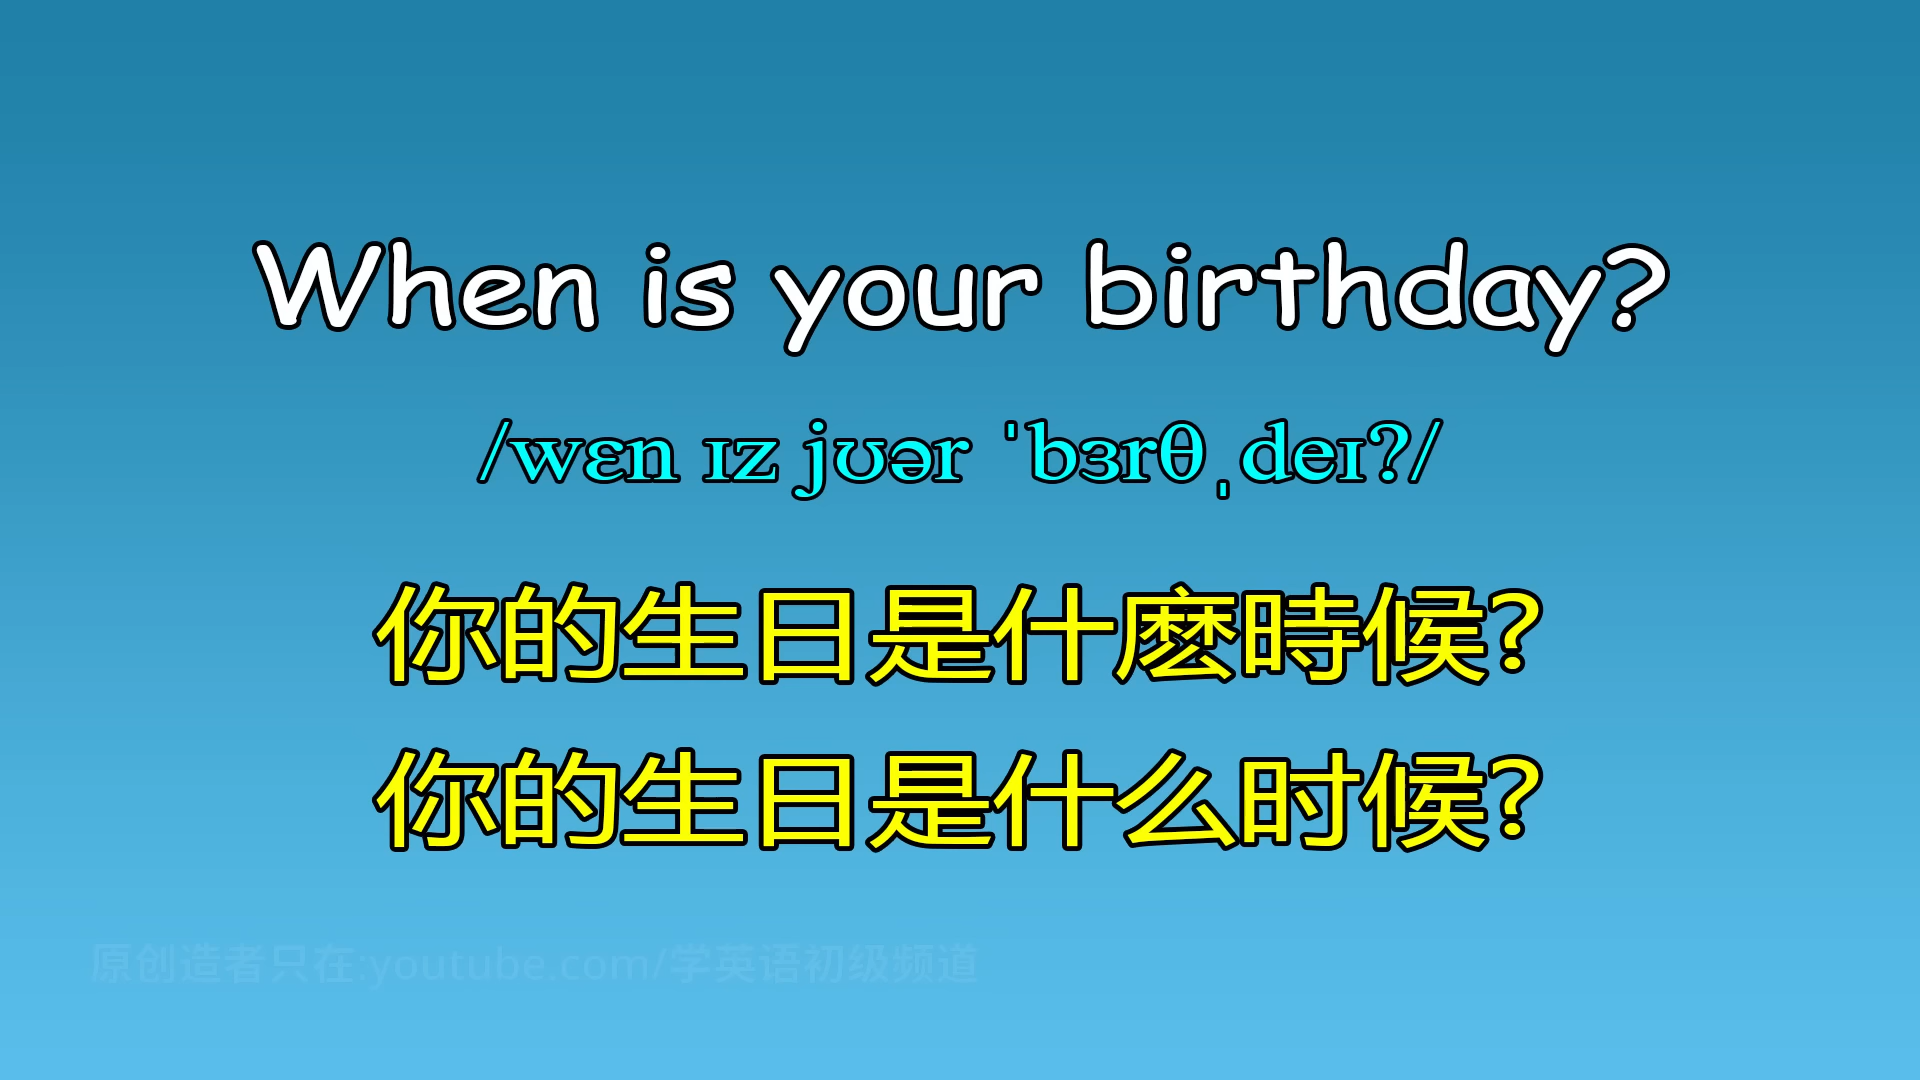 When is your birthday?
/wɛn ɪz jʊər ˈbɜrθˌdeɪ?/
你的生日是什麼時候?
你的生日是什么时候?
原创造者只在:youtube.com/学英语初级频道